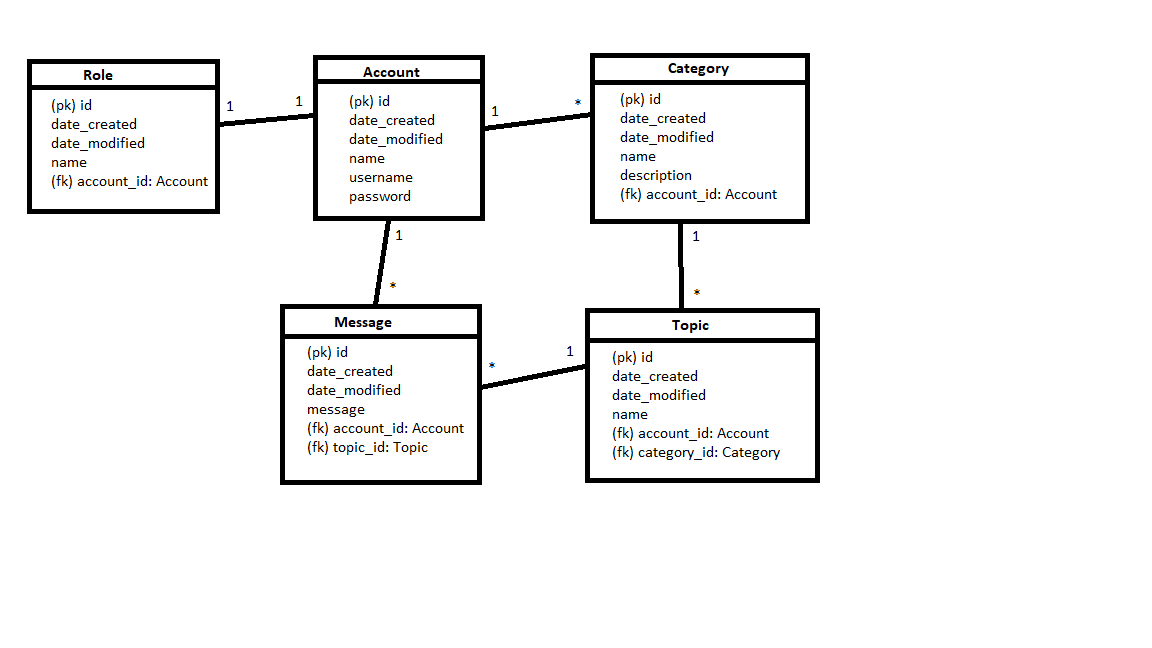 Role
(pk) id
date_created
date_modified
name
(fk) account_id: Account
1
1
Account
(pk) id
date_created
date_modified
name
username
password
1
*
Category
(pk) id
date_created
date_modified
name
description
(fk) account_id: Account
1
*
1
*
Message
(pk) id
date_created
date_modified
message
(fk) account_id: Account
(fk) topic_id: Topic
*
1
Topic
(pk) id
date_created
date_modified
name
(fk) account_id: Account
(fk) category_id: Category